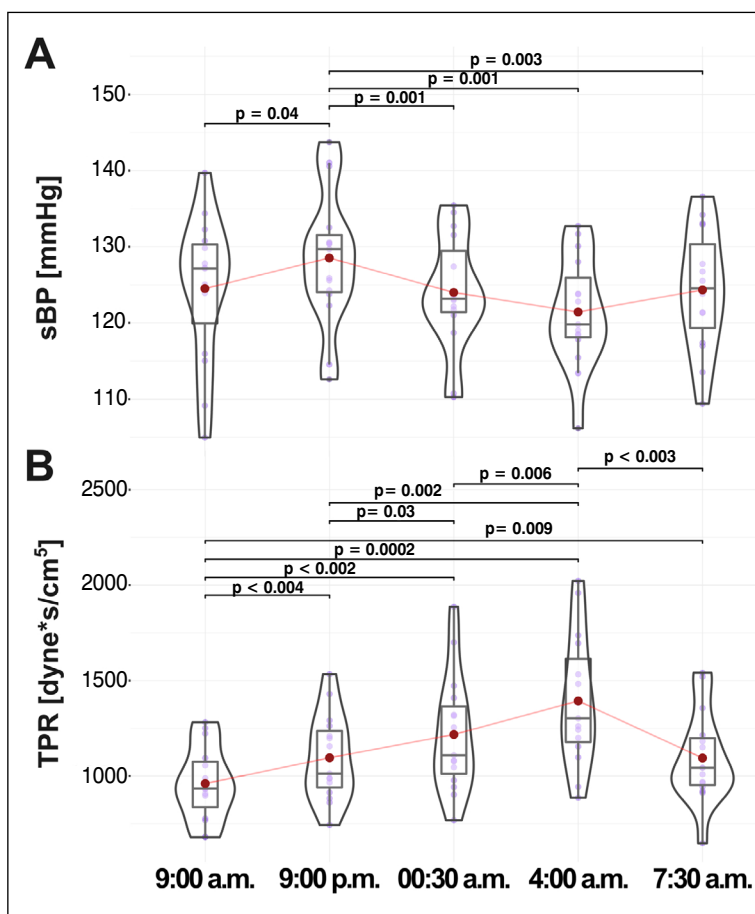 A
p = 0.003
p = 0.001
p = 0.001
p = 0.04
150
140
130
120
110
sBP [mmHg]
B
p < 0.003
p = 0.006
p= 0.002
p= 0.03
p = 0.009
p = 0.0002
p < 0.002
p < 0.004
2500
2000
1500
1000
TPR [dyne*s/cm⁵]
9:00 a.m. 9:00 p.m. 00:30 a.m. 4:00 a.m. 7:30 a.m.